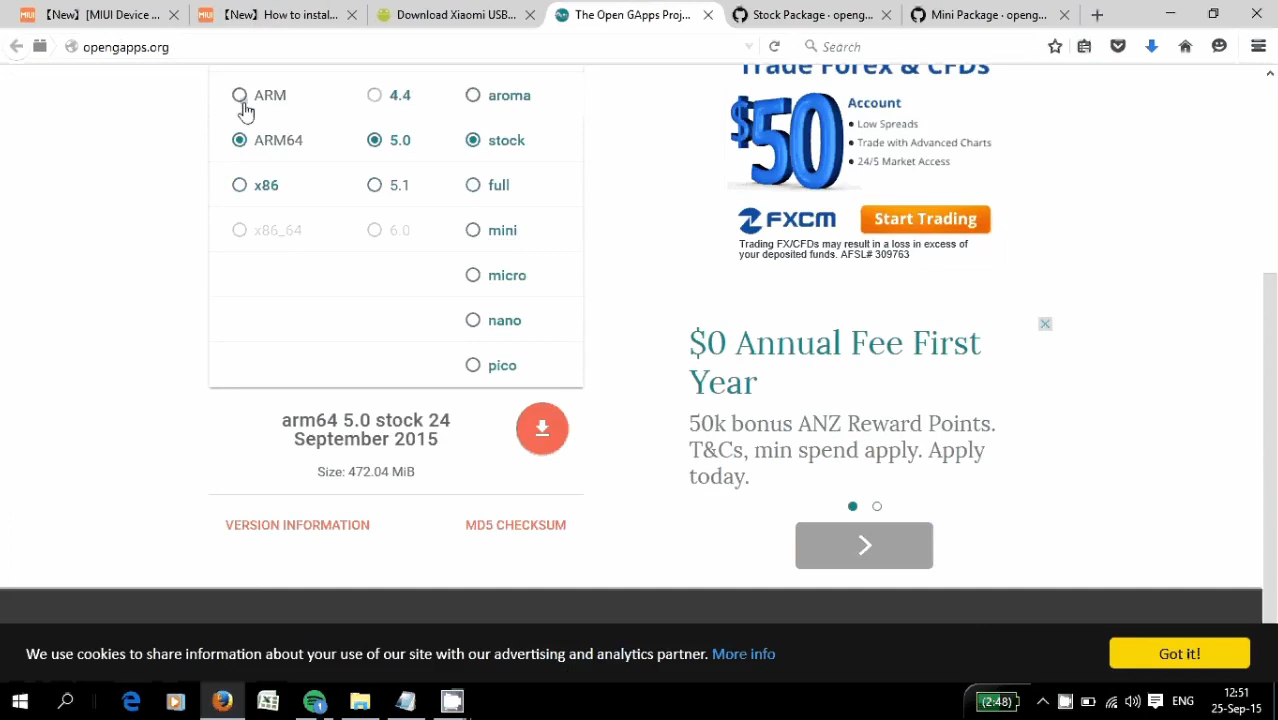 【New】[MIUI Device ...
【New】How to instal...
Download Xiaomi USB...
The Open GApps Proj...
Stock Package · openg...
Mini Package · openg...
opengapps.org
Search
ARM
4.4
aroma
ARM64
5.0
stock
x86
5.1
full
x86_64
6.0
mini
micro
nano
pico
arm64 5.0 stock 24
September 2015
Size: 472.04 MiB
VERSION INFORMATION
MD5 CHECKSUM
Trade Forex & CFDs
$50
Account
• Low Spreads
• Trade with Advanced Charts
• 24/5 Market Access
FXCM
Start Trading
Trading FX/CFDs may result in a loss in excess of
your deposited funds. AFSL# 309763
$0 Annual Fee First
Year
50k bonus ANZ Reward Points.
T&Cs, min spend apply. Apply
today.
We use cookies to share information about your use of our site with our advertising and analytics partner. More info
Got it!
(2:48)
ENG
12:51
25-Sep-15